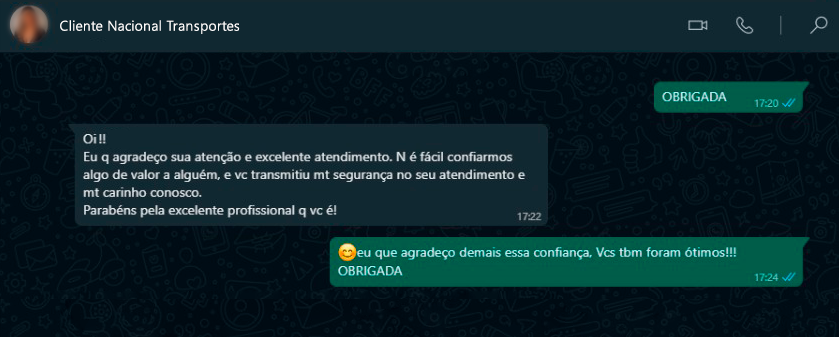 Cliente Nacional Transportes
OBRIGADA
17:20
Oi!!
Eu q agradeço sua atenção e excelente atendimento. N é fácil confiarmos
algo de valor a alguém, e vc transmitiu mt segurança no seu atendimento e
mt carinho conosco.
Parabéns pela excelente profissional q vc é!
17:22
😊eu que agradeço demais essa confiança, Vcs tbm foram ótimos!!!
OBRIGADA
17:24